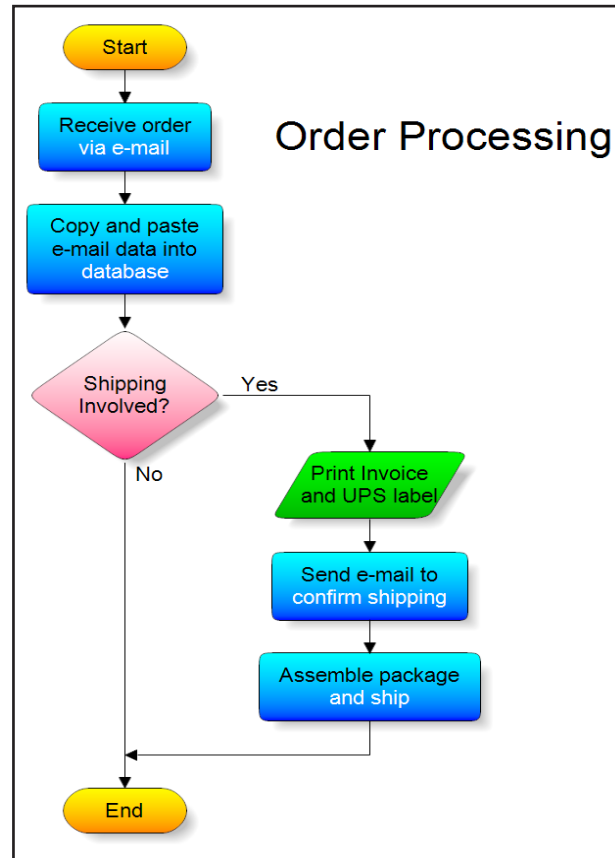 Start
Receive order
via e-mail
Order Processing
Copy and paste
e-mail data into
database
Shipping
Involved?
Yes
No
Print Invoice
and UPS label
Send e-mail to
confirm shipping
Assemble package
and ship
End